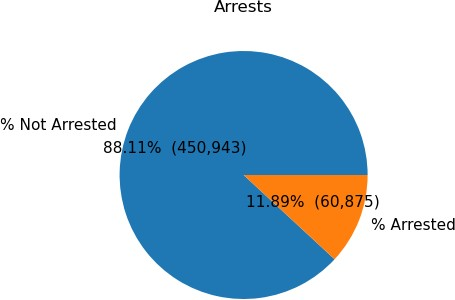 Arrests
% Not Arrested
88.11%  (450,943)
11.89%  (60,875)
% Arrested